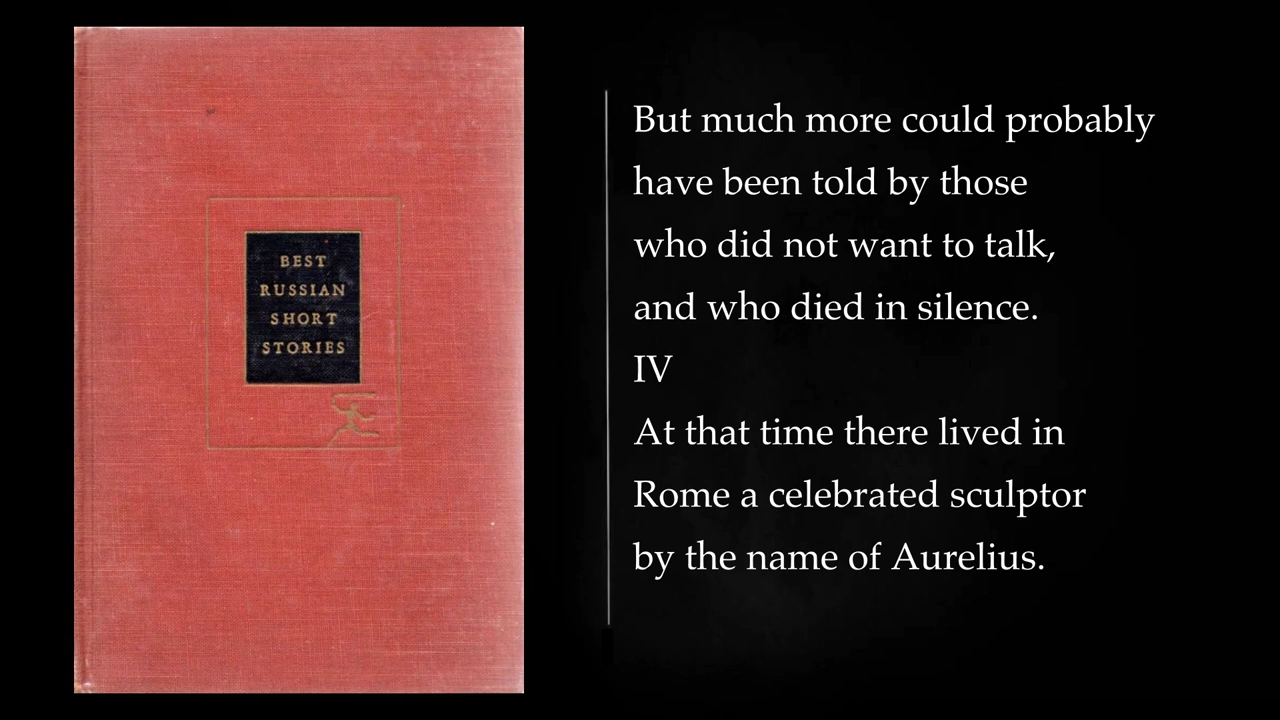 BEST
RUSSIAN
SHORT
STORIES
But much more could probably
have been told by those
who did not want to talk,
and who died in silence.
IV
At that time there lived in
Rome a celebrated sculptor
by the name of Aurelius.